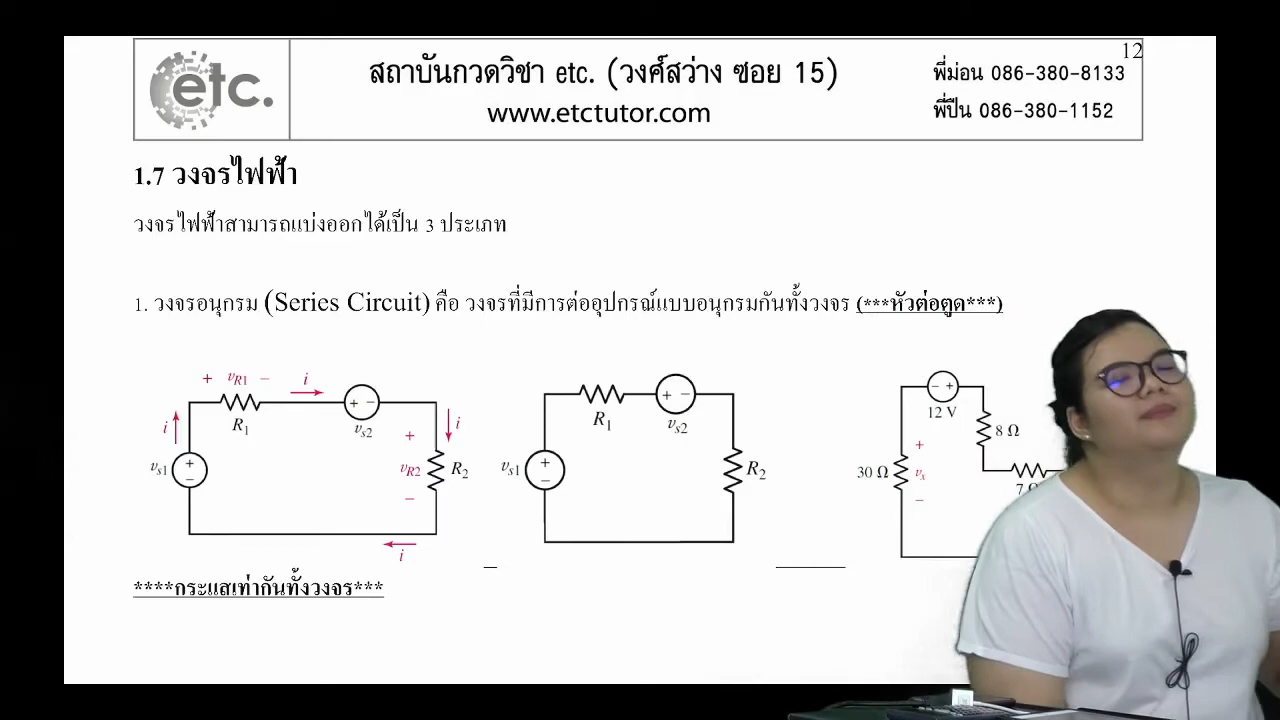 12
etc.
สถาบันกวดวิชา etc. (วงศ์สว่าง ซอย 15)
www.etctutor.com
พี่ม่อน 086-380-8133
พี่ปืน 086-380-1152
1.7 วงจรไฟฟ้า
วงจรไฟฟ้าสามารถแบ่งออกได้เป็น 3 ประเภท
1. วงจรอนุกรม (Series Circuit) คือ วงจรที่มีการต่ออุปกรณ์แบบอนุกรมกันทั้งวงจร (***หัวต่อตูด***)
+ vR1 − i
i R1 + − vs2 i
vs1 + −
+ vR2 − R2
i
R1 + − vs2
vs1 + − R2
− + 12 V
8 Ω
30 Ω + vx −
7
****กระแสเท่ากันทั้งวงจร***